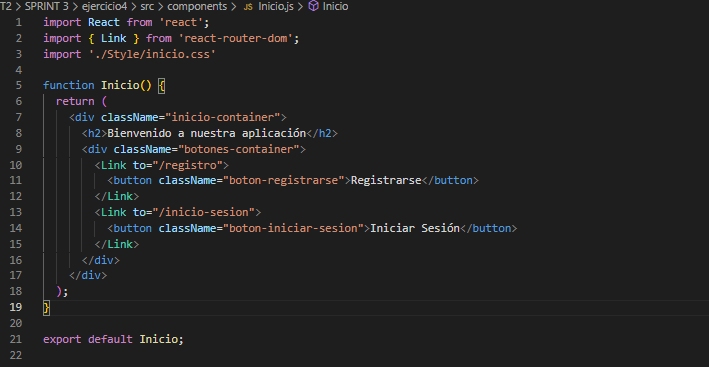 T2 > SPRINT 3 > ejercicio4 > src > components > JS Inicio.js > Inicio
1 import React from 'react';
2 import { Link } from 'react-router-dom';
3 import './Style/inicio.css'
4
5 function Inicio() {
6   return (
7     <div className="inicio-container">
8       <h2>Bienvenido a nuestra aplicación</h2>
9       <div className="botones-container">
10         <Link to="/registro">
11           <button className="boton-registrarse">Registrarse</button>
12         </Link>
13         <Link to="/inicio-sesion">
14           <button className="boton-iniciar-sesion">Iniciar Sesión</button>
15         </Link>
16       </div>
17     </div>
18   );
19 }
20
21 export default Inicio;
22